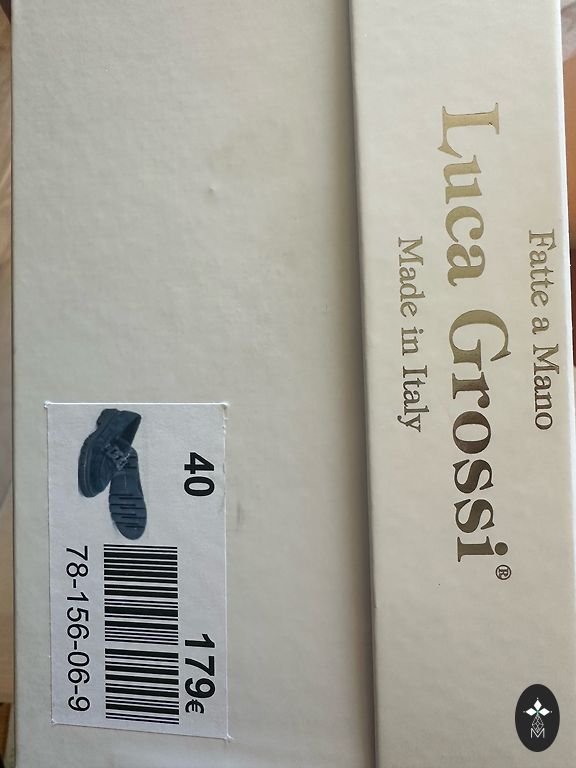 Fatte a Mano
Luca Grossi®
Made in Italy
40
179€
78-156-06-9